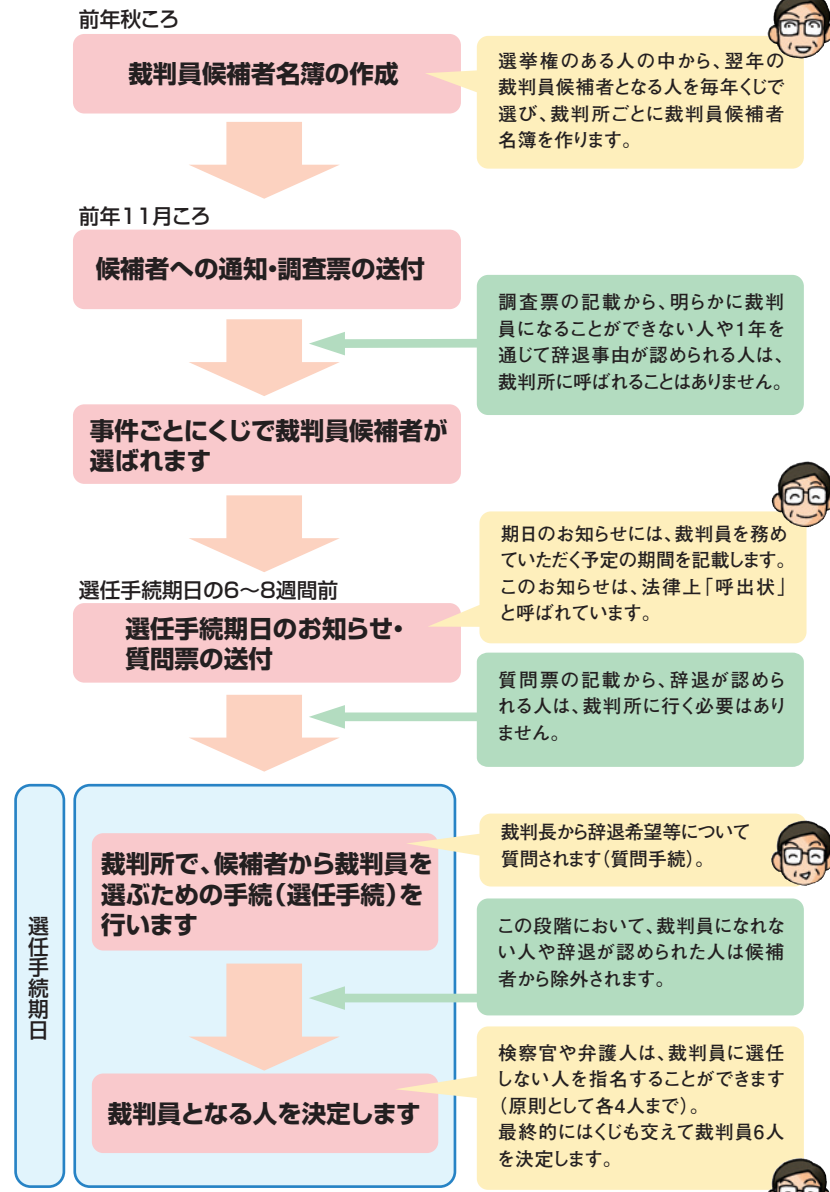 前年秋ころ
裁判員候補者名簿の作成
選挙権のある人の中から、翌年の
裁判員候補者となる人を毎年くじで
選び、裁判所ごとに裁判員候補者
名簿を作ります。
前年11月ころ
候補者への通知・調査票の送付
調査票の記載から、明らかに裁判
員になることができない人や1年を
通じて辞退事由が認められる人は、
裁判所に呼ばれることはありません。
事件ごとにくじで裁判員候補者が
選ばれます
期日のお知らせには、裁判員を務め
ていただく予定の期間を記載します。
このお知らせは、法律上「呼出状」
と呼ばれています。
選任手続期日の6〜8週間前
選任手続期日のお知らせ・
質問票の送付
質問票の記載から、辞退が認めら
れる人は、裁判所に行く必要はあり
ません。
選任手続期日
裁判所で、候補者から裁判員を
選ぶための手続(選任手続)を
行います
裁判長から辞退希望等について
質問されます(質問手続)。
この段階において、裁判員になれな
い人や辞退が認められた人は候補
者から除外されます。
裁判員となる人を決定します
検察官や弁護人は、裁判員に選任
しない人を指名することができます
(原則として各4人まで)。
最終的にはくじも交えて裁判員6人
を決定します。